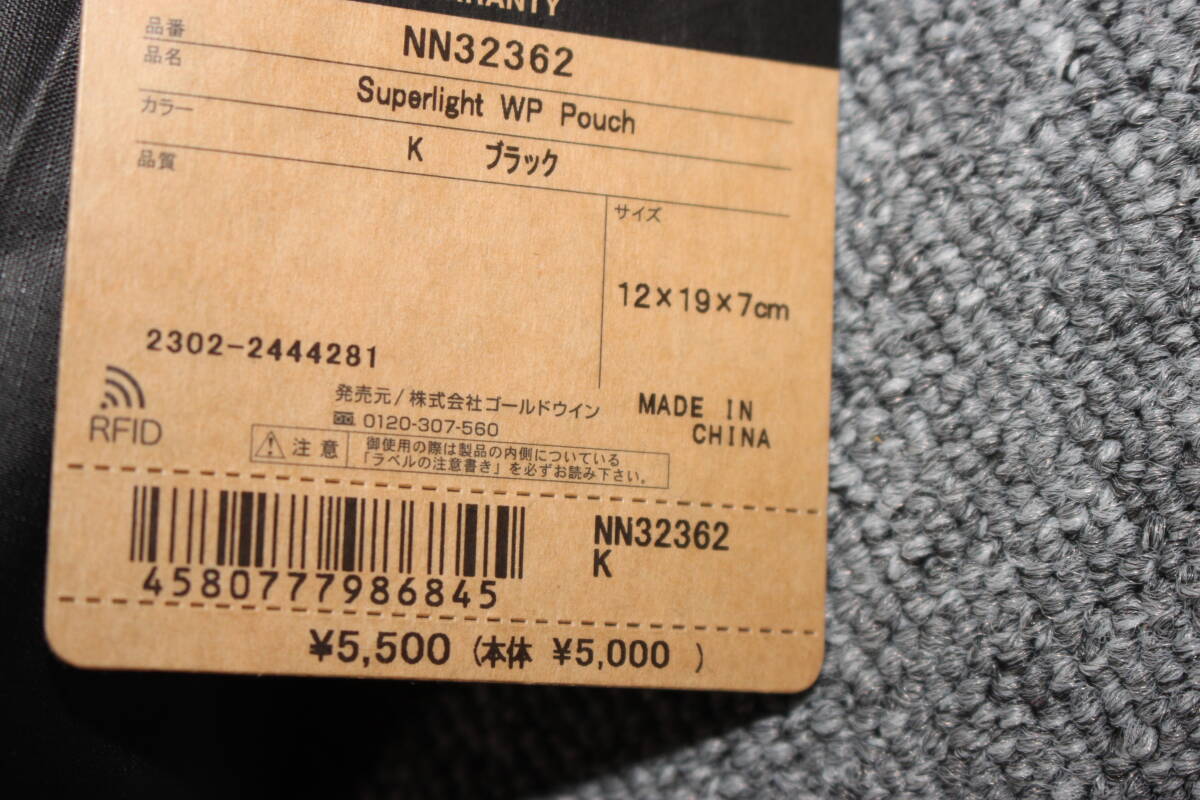 品番 NN32362
品名 Superlight WP Pouch
カラー K ブラック
品質
サイズ
12×19×7cm
2302-2444281
RFID
発売元/株式会社ゴールドウイン
0120-307-560
MADE IN
CHINA
注意
御使用の際は製品の内側についている
「ラベルの注意書き」を必ずお読み下さい。
NN32362
K
4580777986845
¥5,500 (本体 ¥5,000 )